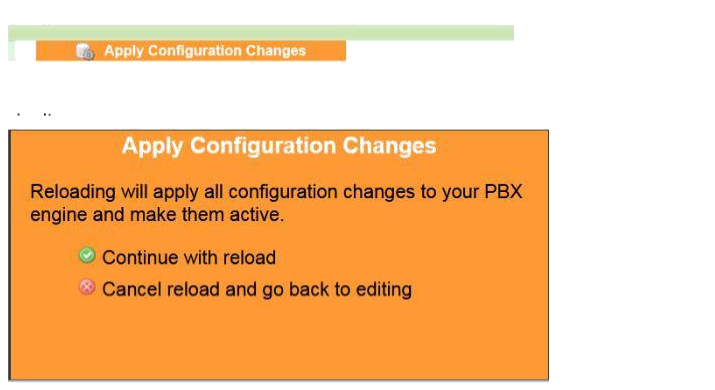 Apply Configuration Changes
Apply Configuration Changes
Reloading will apply all configuration changes to your PBX
engine and make them active.
Continue with reload
Cancel reload and go back to editing